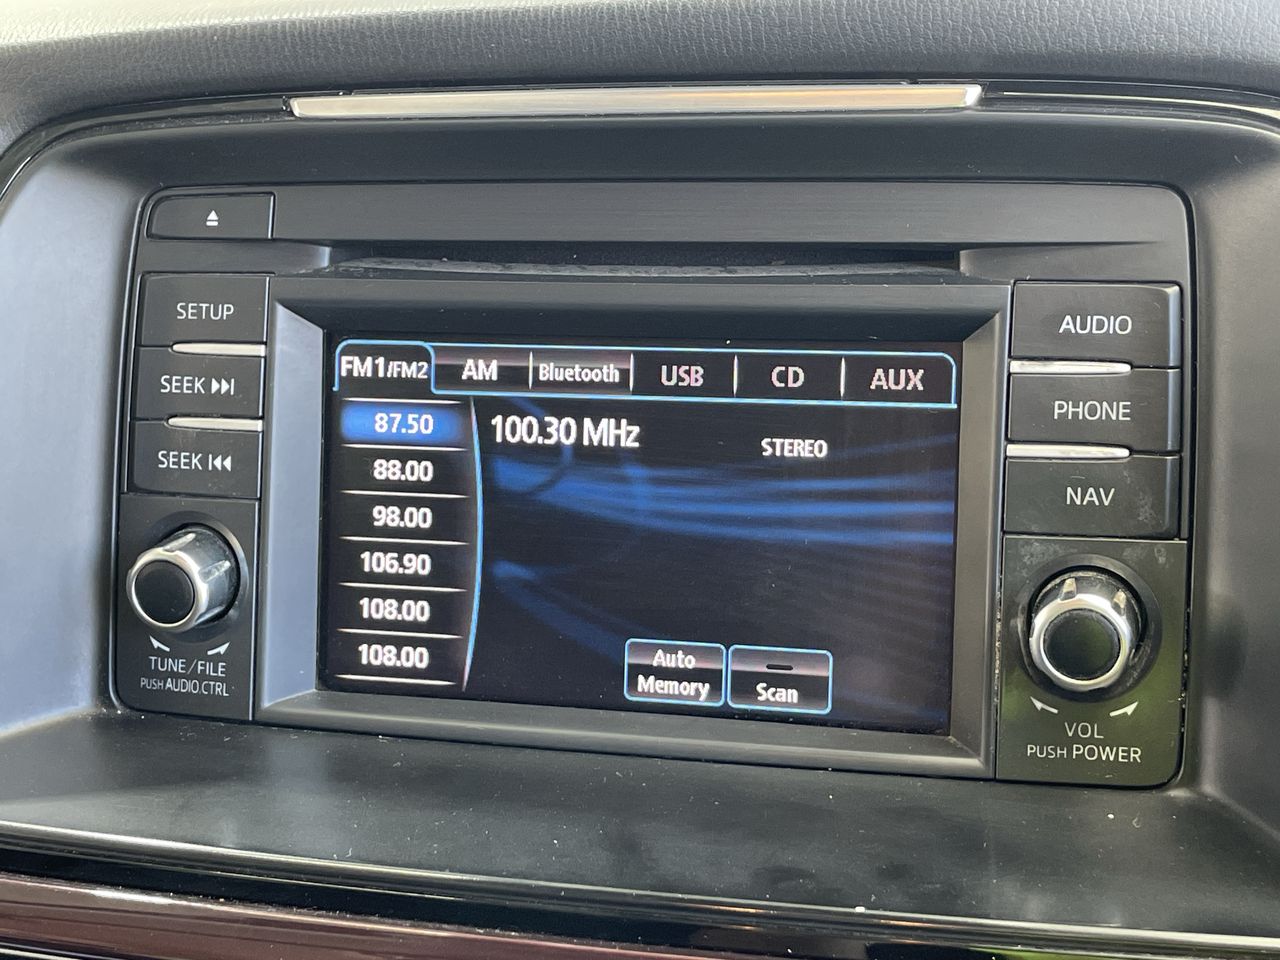 SETUP
SEEK
SEEK
TUNE/FILE
PUSH AUDIO CTRL
FM1/FM2 AM Bluetooth USB CD AUX
87.50
88.00
98.00
106.90
108.00
108.00
100.30 MHz
STEREO
Auto
Memory
Scan
AUDIO
PHONE
NAV
VOL
PUSH POWER